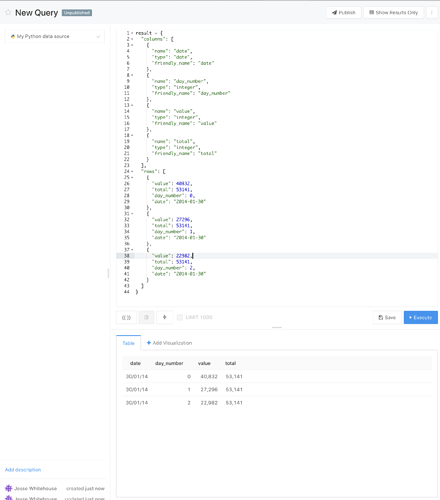 New Query
Unpublished
Publish
Show Results Only
My Python data source
1 result = {
2 "columns": [
3 {
4 "name": "date",
5 "type": "date",
6 "friendly_name": "date"
7 },
8 {
9 "name": "day_number",
10 "type": "integer",
11 "friendly_name": "day_number"
12 },
13 {
14 "name": "value",
15 "type": "integer",
16 "friendly_name": "value"
17 },
18 {
19 "name": "total",
20 "type": "integer",
21 "friendly_name": "total"
22 }
23 ],
24 "rows": [
25 {
26 "value": 40832,
27 "total": 53141,
28 "day_number": 0,
29 "date": "2014-01-30"
30 },
31 {
32 "value": 27296,
33 "total": 53141,
34 "day_number": 1,
35 "date": "2014-01-30"
36 },
37 {
38 "value": 22982,
39 "total": 53141,
40 "day_number": 2,
41 "date": "2014-01-30"
42 }
43 ]
44 }
{{ }}
LIMIT 1000
Save
Execute
Table
+ Add Visualization
date day_number value total
30/01/14 0 40,832 53,141
30/01/14 1 27,296 53,141
30/01/14 2 22,982 53,141
Add description
Jesse Whitehouse created just now
Jesse Whitehouse updated just now